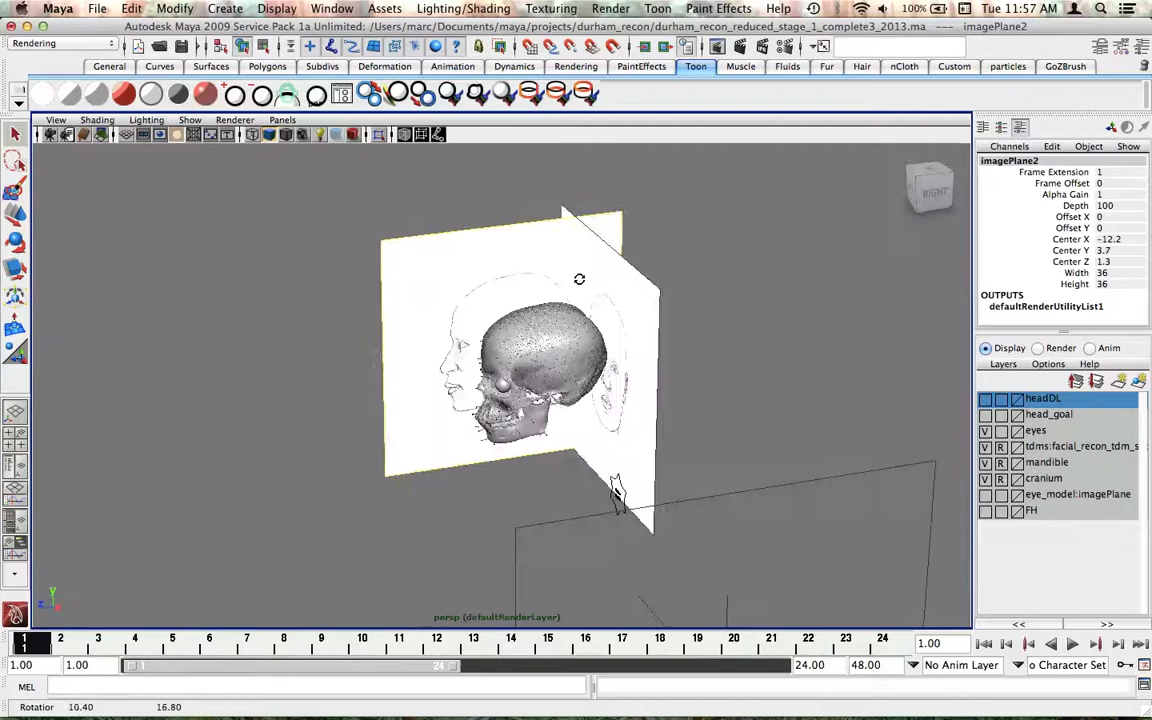 Maya File Edit Modify Create Display Window Assets Lighting/Shading Texturing Render Toon Paint Effects Help 100% Tue 11:57 AM
Autodesk Maya 2009 Service Pack 1a Unlimited: /Users/marc/Documents/maya/projects/durham_recon/durham_recon_reduced_stage_1_complete3_2013.ma --- imagePlane2
Rendering
General Curves Surfaces Polygons Subdivs Deformation Animation Dynamics Rendering PaintEffects Toon Muscle Fluids Fur Hair nCloth Custom particles GoZBrush
View Shading Lighting Show Renderer Panels
Channels Edit Object Show
imagePlane2
Frame Extension 1
Frame Offset 0
Alpha Gain 1
Depth 100
Offset X 0
Offset Y 0
Center X -12.2
Center Y 3.7
Center Z 1.3
Width 36
Height 36
OUTPUTS
defaultRenderUtilityList1
RIGHT
Display Render Anim
Layers Options Help
headDL
head_goal
V eyes
V R tdms:facial_recon_tdm_s
V R mandible
V R cranium
eye_model:imagePlane
FH
y
z x
persp (defaultRenderLayer)
<< >>
1 2 3 4 5 6 7 8 9 10 11 12 13 14 15 16 17 18 19 20 21 22 23 24
1
1.00
1.00 1.00 1 24 24.00 48.00 No Anim Layer o Character Set
MEL
Rotation 10.40 16.80